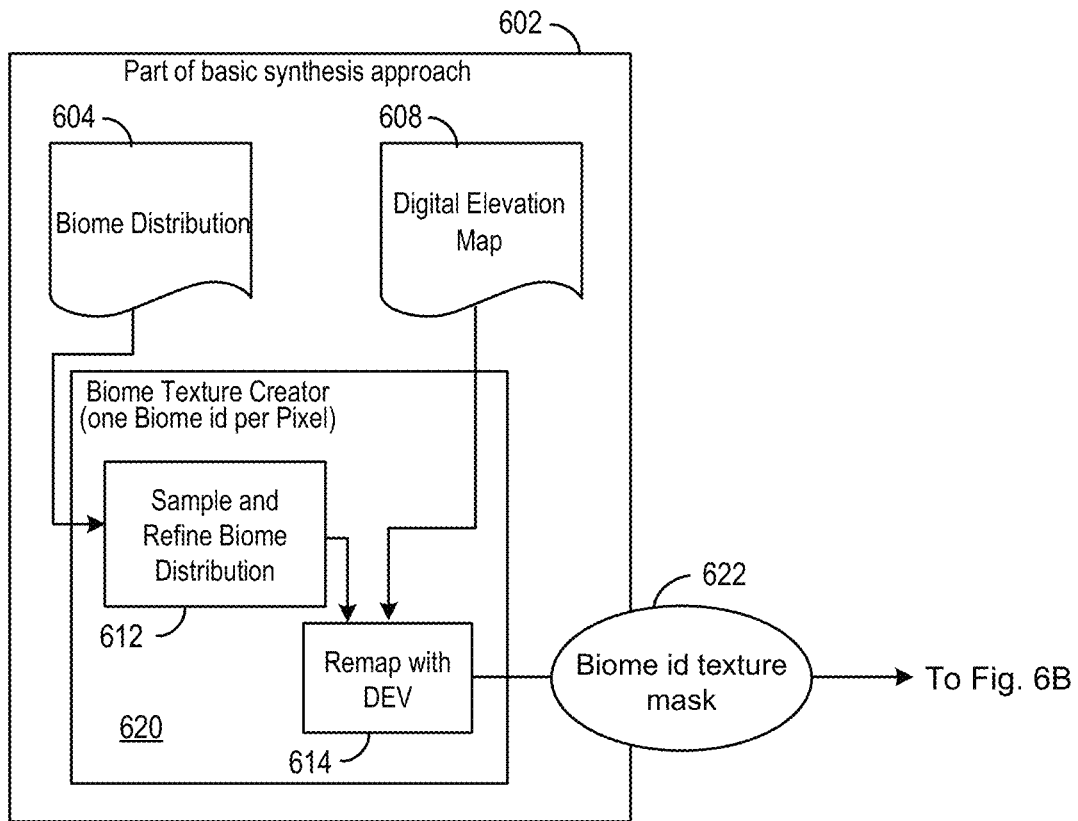 602
Part of basic synthesis approach
604
608
Biome Distribution
Digital Elevation
Map
Biome Texture Creator
(one Biome id per Pixel)
Sample and
Refine Biome
Distribution
612
622
Remap with
DEV
Biome id texture
mask
To Fig. 6B
620
614